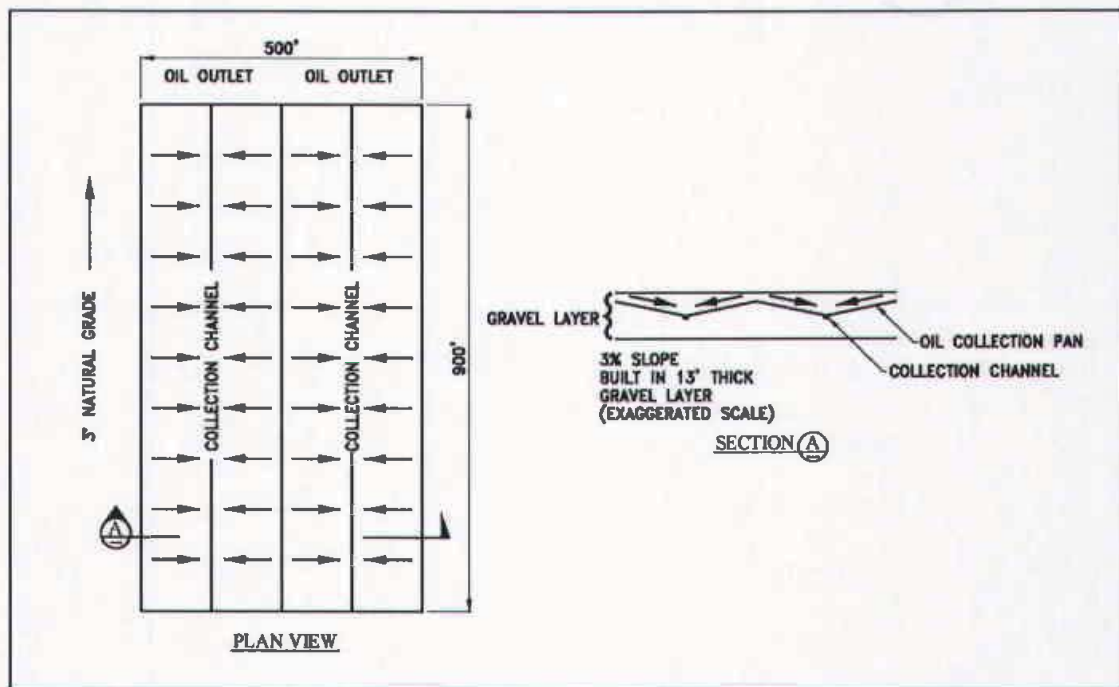 500'
OIL OUTLET OIL OUTLET
3° NATURAL GRADE
COLLECTION CHANNEL
COLLECTION CHANNEL
900'
A
PLAN VIEW
GRAVEL LAYER
OIL COLLECTION PAN
COLLECTION CHANNEL
3% SLOPE
BUILT IN 13' THICK
GRAVEL LAYER
(EXAGGERATED SCALE)
SECTION A